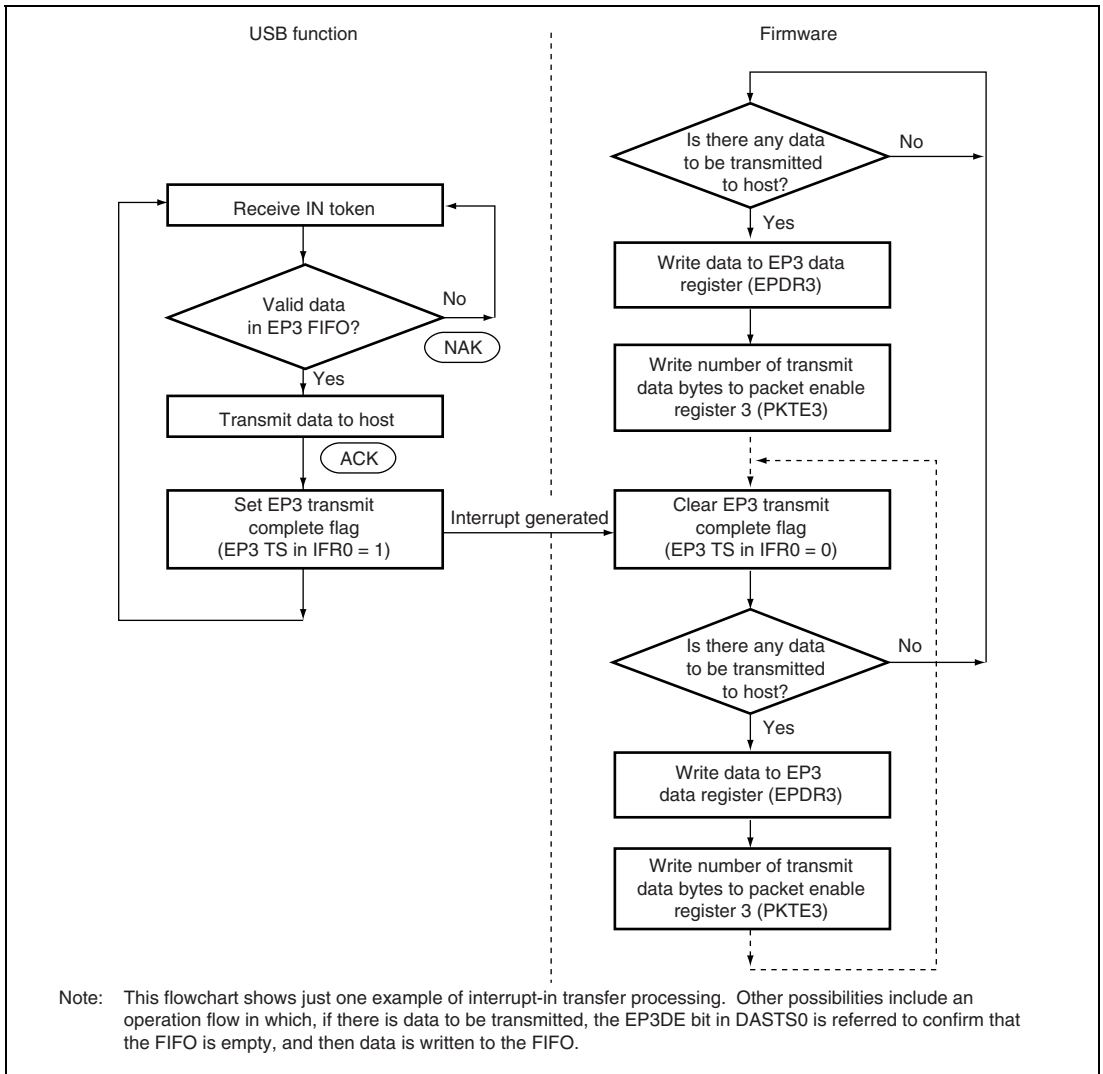 USB function
Firmware
Receive IN token
Valid data
in EP3 FIFO?
No
NAK
Yes
Transmit data to host
ACK
Set EP3 transmit
complete flag
(EP3 TS in IFR0 = 1)
Interrupt generated
Is there any data
to be transmitted
to host?
No
Yes
Write data to EP3 data
register (EPDR3)
Write number of transmit
data bytes to packet enable
register 3 (PKTE3)
Clear EP3 transmit
complete flag
(EP3 TS in IFR0 = 0)
Is there any data
to be transmitted
to host?
No
Yes
Write data to EP3
data register (EPDR3)
Write number of transmit
data bytes to packet enable
register 3 (PKTE3)
Note: This flowchart shows just one example of interrupt-in transfer processing. Other possibilities include an
operation flow in which, if there is data to be transmitted, the EP3DE bit in DASTS0 is referred to confirm that
the FIFO is empty, and then data is written to the FIFO.